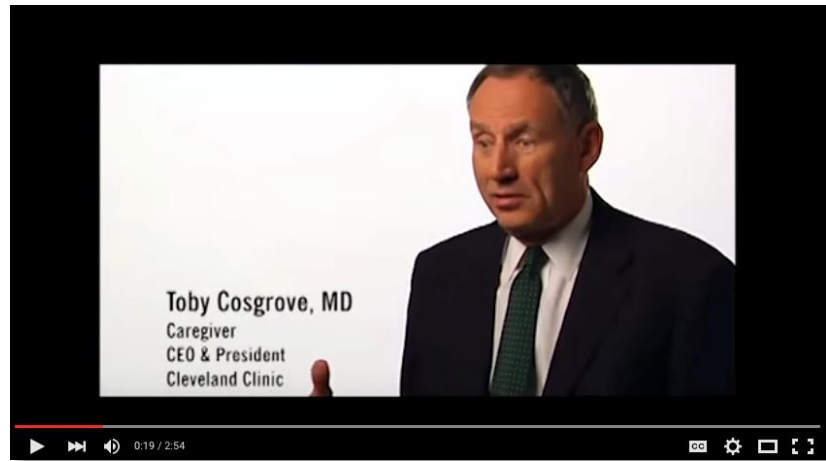 Toby Cosgrove, MD
Caregiver
CEO & President
Cleveland Clinic
0:19 / 2:54
CC